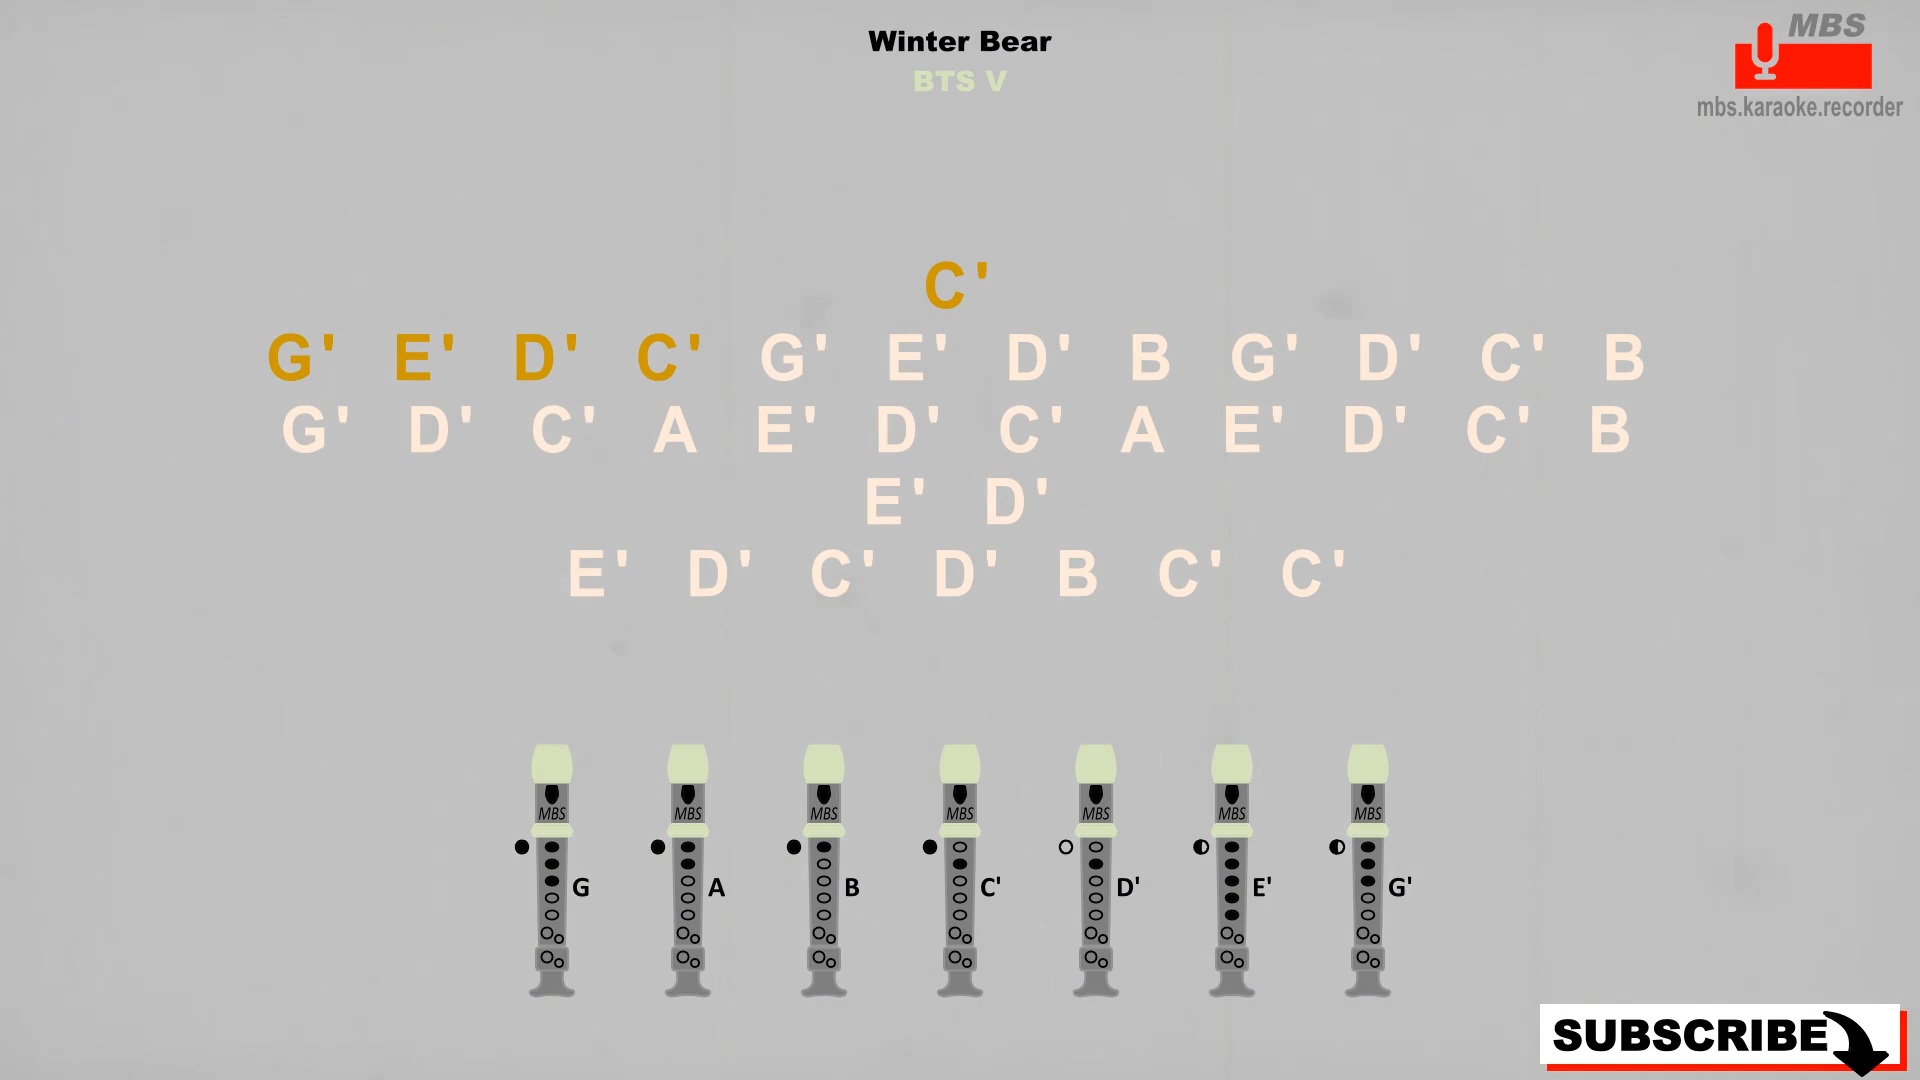 Winter Bear
BTS V
MBS
mbs.karaoke.recorder
C'
G' E' D' C' G' E' D' B G' D' C' B
G' D' C' A E' D' C' A E' D' C' B
E' D'
E' D' C' D' B C' C'
MBS MBS MBS MBS MBS MBS MBS
G A B C' D' E' G'
SUBSCRIBE